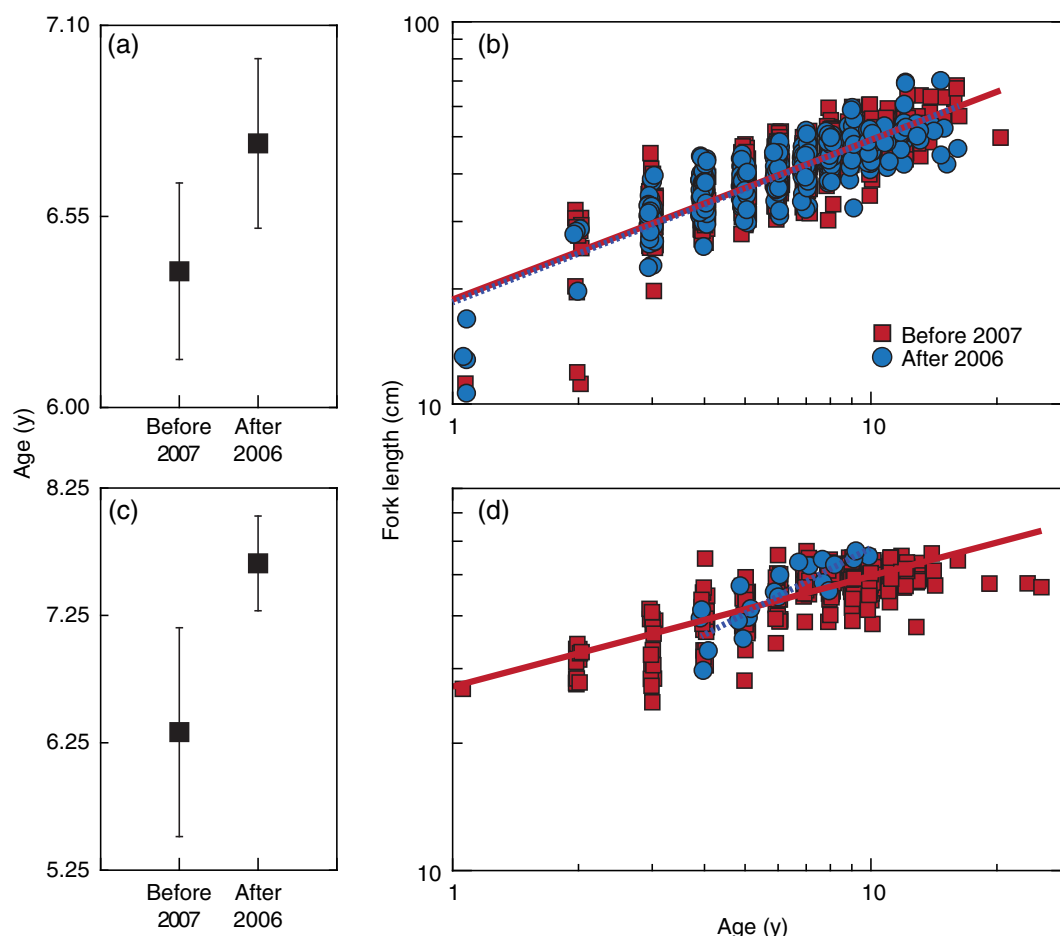 (a)
7.10
6.55
6.00
Before
2007
After
2006
Age (y)
(b)
100
10
1
10
Before 2007
After 2006
Fork length (cm)
(c)
8.25
7.25
6.25
5.25
Before
2007
After
2006
(d)
10
1
10
Age (y)